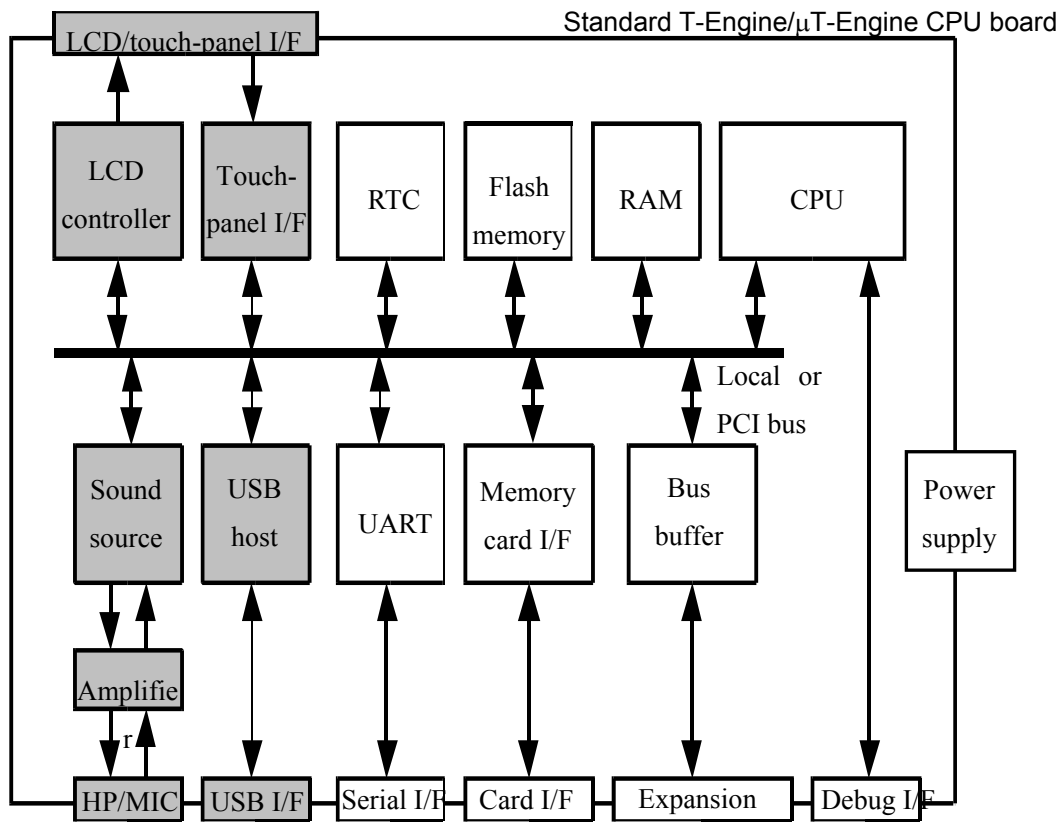 Standard T-Engine/μT-Engine CPU board
LCD/touch-panel I/F
LCD
controller
Touch-
panel I/F
RTC
Flash
memory
RAM
CPU
Local or
PCI bus
Sound
source
USB
host
UART
Memory
card I/F
Bus
buffer
Power
supply
Amplifie
r
HP/MIC
USB I/F
Serial I/F
Card I/F
Expansion
Debug I/F